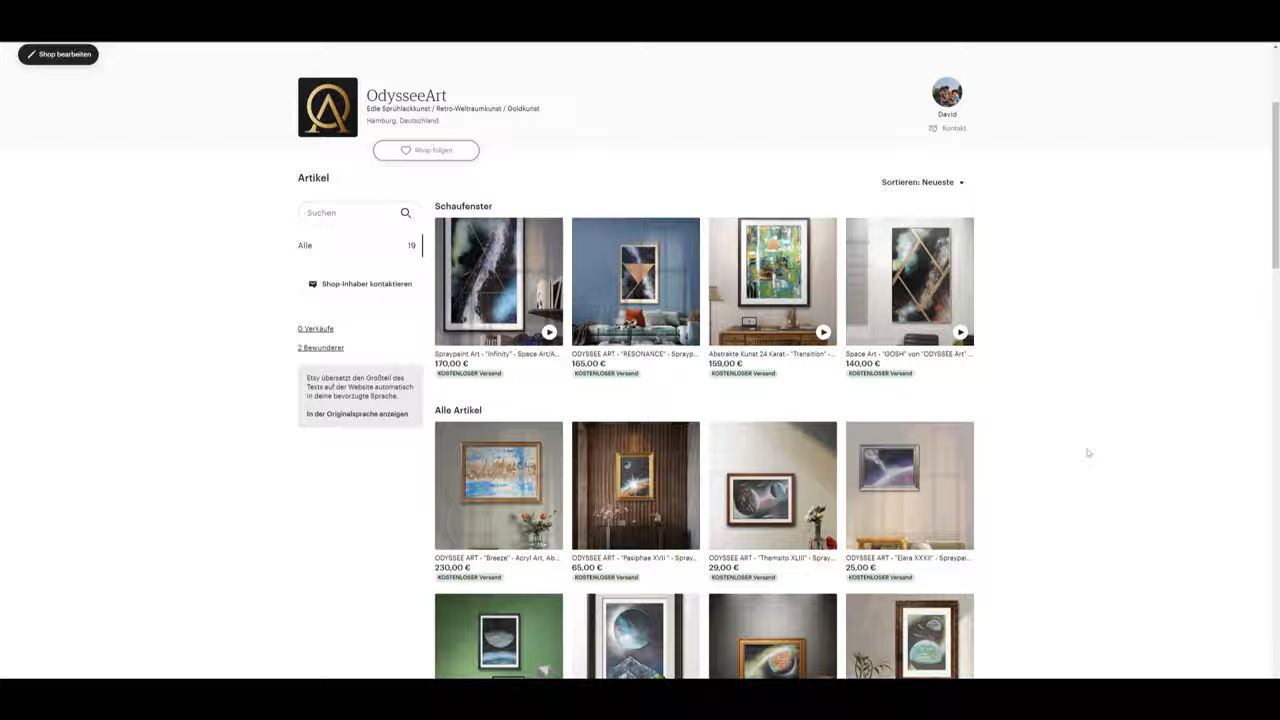 Shop bearbeiten
OdysseeArt
Edle Sprühlackkunst / Retro-Weltraumkunst / Goldkunst
Hamburg, Deutschland
David
Kontakt
Shop folgen
Artikel
Sortieren: Neueste
Suchen
Alle 19
Shop-Inhaber kontaktieren
0 Verkäufe
2 Bewunderer
Etsy übersetzt den Großteil des
Texts auf der Website automatisch
in deine bevorzugte Sprache.
In der Originalsprache anzeigen
Schaufenster
Spraypaint Art - "Infinity" - Space Art/A...
170,00 €
KOSTENLOSER Versand
ODYSSEE ART - "RESONANCE" - Sprayp...
165,00 €
KOSTENLOSER Versand
Abstrakte Kunst 24 Karat - "Transition" -...
159,00 €
KOSTENLOSER Versand
Space Art - "GOSH" von "ODYSSEE Art" ...
140,00 €
KOSTENLOSER Versand
Alle Artikel
ODYSSEE ART - "Breeze" - Acryl Art, Ab...
230,00 €
KOSTENLOSER Versand
ODYSSEE ART - "Pasiphae XVII " - Spray...
65,00 €
KOSTENLOSER Versand
ODYSSEE ART - "Themsito XLIII" - Spray...
29,00 €
KOSTENLOSER Versand
ODYSSEE ART - "Elara XXXII" - Spraypai...
25,00 €
KOSTENLOSER Versand